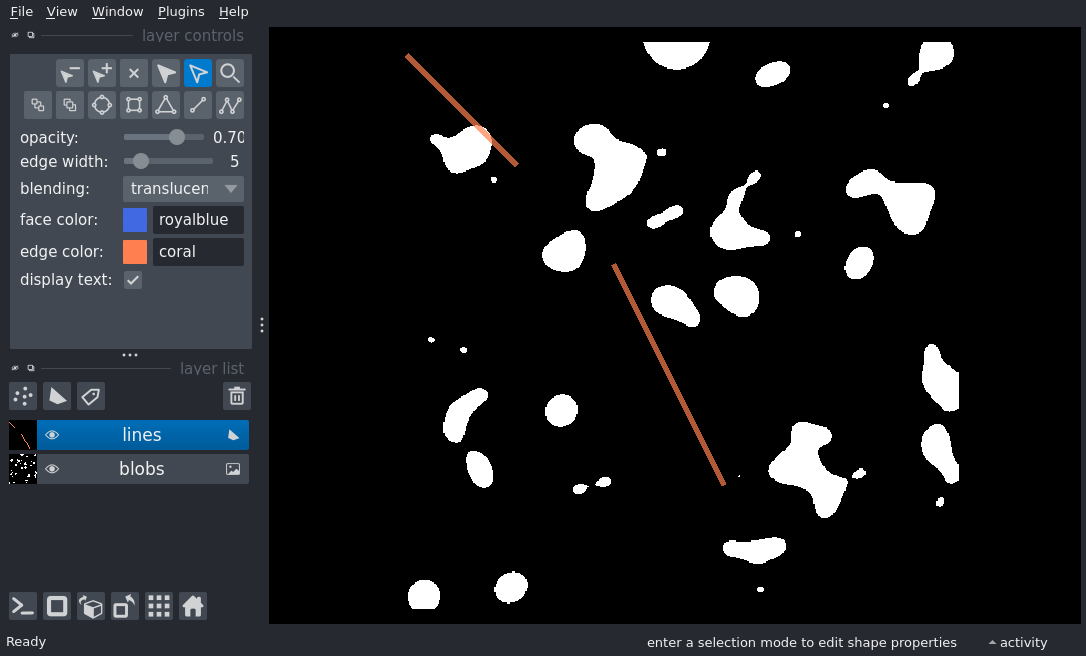 File View Window Plugins Help
layer controls
opacity: 0.70
edge width: 5
blending: translucen
face color: royalblue
edge color: coral
display text:
layer list
lines
blobs
Ready enter a selection mode to edit shape properties activity